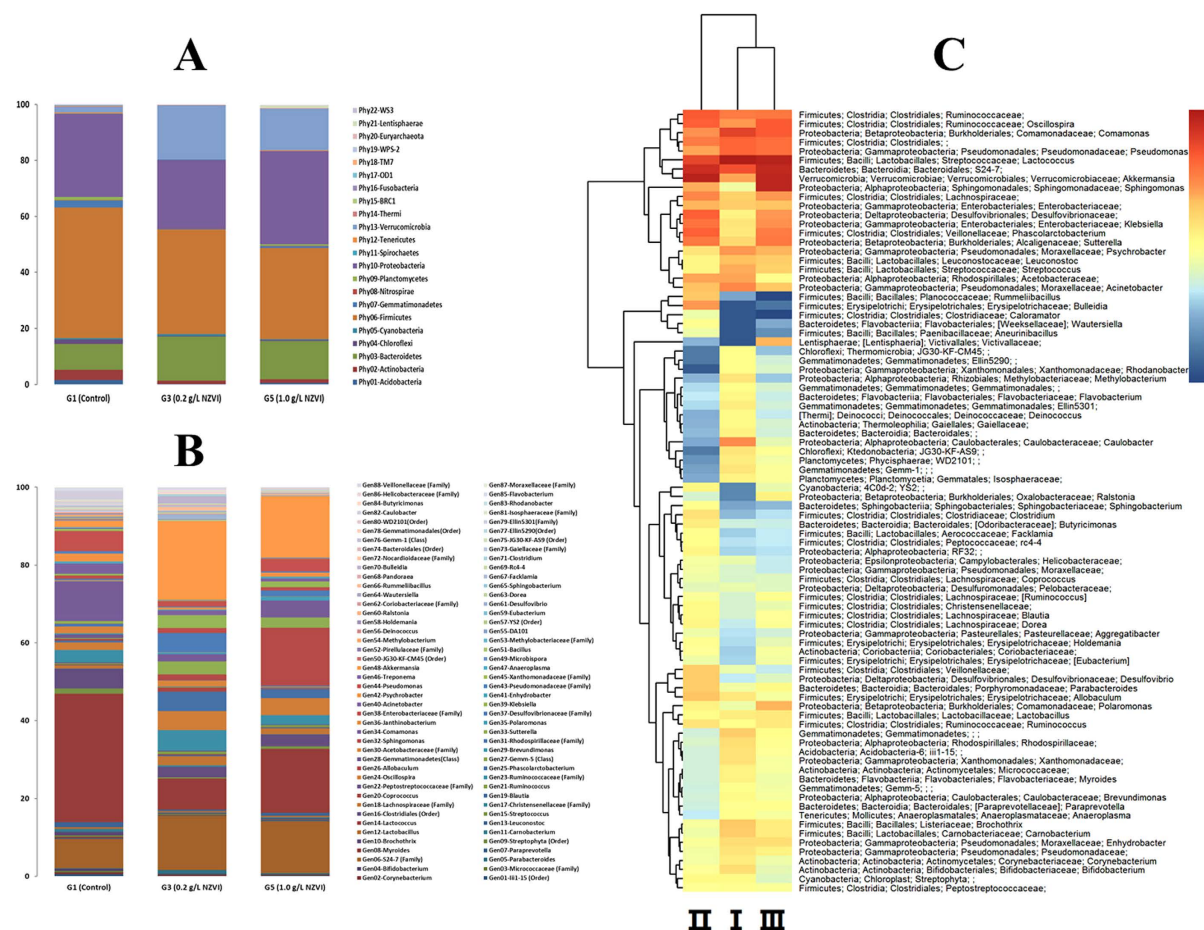 A
100
80
60
40
20
0
G1 (Control)
G3 (0.2 g/L NZVI)
G5 (1.0 g/L NZVI)
Phy22-WS3
Phy21-Lentisphaerae
Phy20-Euryarchaeota
Phy19-WPS-2
Phy18-TM7
Phy17-OD1
Phy16-Fusobacteria
Phy15-BRC1
Phy14-Thermi
Phy13-Verrucomicrobia
Phy12-Tenericutes
Phy11-Spirochaetes
Phy10-Proteobacteria
Phy09-Planctomycetes
Phy08-Nitrospirae
Phy07-Gemmatimonadetes
Phy06-Firmicutes
Phy05-Cyanobacteria
Phy04-Chloroflexi
Phy03-Bacteroidetes
Phy02-Actinobacteria
Phy01-Acidobacteria
B
100
80
60
40
20
0
G1 (Control)
G3 (0.2 g/L NZVI)
G5 (1.0 g/L NZVI)
Gen88-Veillonellaceae (Family) Gen87-Moraxellaceae (Family)
Gen86-Helicobacteraceae (Family) Gen85-Flavobacterium
Gen84-Butyricimonas Gen83-Rhodanobacter
Gen82-Caulobacter Gen81-Isosphaeraceae (Family)
Gen80-WD2101(Order) Gen79-Ellin5301(Family)
Gen78-Gemmatimonadales(Order) Gen77-Ellin5290(Order)
Gen76-Gemm-1 (Class) Gen75-JG30-KF-AS9 (Order)
Gen74-Bacteroidales (Order) Gen73-Gaiellaceae (Family)
Gen72-Nocardioidaceae (Family) Gen71-Clostridium
Gen70-Bulleidia Gen69-Rc4-4
Gen68-Pandoraea Gen67-Facklamia
Gen66-Rummeliibacillus Gen65-Sphingobacterium
Gen64-Wautersiella Gen63-Dorea
Gen62-Coriobacteriaceae (Family) Gen61-Desulfovibrio
Gen60-Ralstonia Gen59-Eubacterium
Gen58-Holdemania Gen57-YS2 (Order)
Gen56-Deinococcus Gen55-DA101
Gen54-Methylobacterium Gen53-Methylobacteriaceae (Family)
Gen52-Pirellulaceae (Family) Gen51-Bacillus
Gen50-JG30-KF-CM45 (Order) Gen49-Microbispora
Gen48-Akkermansia Gen47-Anaeroplasma
Gen46-Treponema Gen45-Xanthomonadaceae (Family)
Gen44-Pseudomonas Gen43-Pseudomonadaceae (Family)
Gen42-Psychrobacter Gen41-Enhydrobacter
Gen40-Acinetobacter Gen39-Klebsiella
Gen38-Enterobacteriaceae (Family) Gen37-Desulfovibrionaceae (Family)
Gen36-Janthinobacterium Gen35-Polaromonas
Gen34-Comamonas Gen33-Sutterella
Gen32-Sphingomonas Gen31-Rhodospirillaceae (Family)
Gen30-Acetobacteraceae (Family) Gen29-Brevundimonas
Gen28-Gemmatimonadetes(Class) Gen27-Gemm-5 (Class)
Gen26-Allobaculum Gen25-Phascolarctobacterium
Gen24-Oscillospira Gen23-Ruminococcaceae (Family)
Gen22-Peptostreptococcaceae (Family) Gen21-Ruminococcus
Gen20-Coprococcus Gen19-Blautia
Gen18-Lachnospiraceae (Family) Gen17-Christensenellaceae (Family)
Gen16-Clostridiales (Order) Gen15-Streptococcus
Gen14-Lactococcus Gen13-Leuconostoc
Gen12-Lactobacillus Gen11-Carnobacterium
Gen10-Brochothrix Gen09-Streptophyta (Order)
Gen08-Myroides Gen07-Paraprevotella
Gen06-S24-7 (Family) Gen05-Parabacteroides
Gen04-Bifidobacterium Gen03-Micrococcaceae (Family)
Gen02-Corynebacterium Gen01-Iii1-15 (Order)
C
Firmicutes; Clostridia; Clostridiales; Ruminococcaceae;
Firmicutes; Clostridia; Clostridiales; Ruminococcaceae; Oscillospira
Proteobacteria; Betaproteobacteria; Burkholderiales; Comamonadaceae; Comamonas
Firmicutes; Clostridia; Clostridiales; ;
Proteobacteria; Gammaproteobacteria; Pseudomonadales; Pseudomonadaceae; Pseudomonas
Firmicutes; Bacilli; Lactobacillales; Streptococcaceae; Lactococcus
Bacteroidetes; Bacteroidia; Bacteroidales; S24-7;
Verrucomicrobia; Verrucomicrobiae; Verrucomicrobiales; Verrucomicrobiaceae; Akkermansia
Proteobacteria; Alphaproteobacteria; Sphingomonadales; Sphingomonadaceae; Sphingomonas
Firmicutes; Clostridia; Clostridiales; Lachnospiraceae;
Proteobacteria; Gammaproteobacteria; Enterobacteriales; Enterobacteriaceae;
Proteobacteria; Deltaproteobacteria; Desulfovibrionales; Desulfovibrionaceae;
Proteobacteria; Gammaproteobacteria; Enterobacteriales; Enterobacteriaceae; Klebsiella
Firmicutes; Clostridia; Clostridiales; Veillonellaceae; Phascolarctobacterium
Proteobacteria; Betaproteobacteria; Burkholderiales; Alcaligenaceae; Sutterella
Proteobacteria; Gammaproteobacteria; Pseudomonadales; Moraxellaceae; Psychrobacter
Firmicutes; Bacilli; Lactobacillales; Leuconostocaceae; Leuconostoc
Firmicutes; Bacilli; Lactobacillales; Streptococcaceae; Streptococcus
Proteobacteria; Alphaproteobacteria; Rhodospirillales; Acetobacteraceae;
Proteobacteria; Gammaproteobacteria; Pseudomonadales; Moraxellaceae; Acinetobacter
Firmicutes; Bacilli; Bacillales; Planococcaceae; Rummeliibacillus
Firmicutes; Erysipelotrichi; Erysipelotrichales; Erysipelotrichaceae; Bulleidia
Firmicutes; Clostridia; Clostridiales; Clostridiaceae; Caloramator
Bacteroidetes; Flavobacteriia; Flavobacteriales; [Weeksellaceae]; Wautersiella
Firmicutes; Bacilli; Bacillales; Paenibacillaceae; Aneurinibacillus
Lentisphaerae; [Lentisphaeria]; Victivallales; Victivallaceae;
Chloroflexi; Thermomicrobia; JG30-KF-CM45; ;
Gemmatimonadetes; Gemmatimonadetes; Ellin5290; ;
Proteobacteria; Gammaproteobacteria; Xanthomonadales; Xanthomonadaceae; Rhodanobacter
Proteobacteria; Alphaproteobacteria; Rhizobiales; Methylobacteriaceae; Methylobacterium
Gemmatimonadetes; Gemmatimonadetes; Gemmatimonadales; ;
Bacteroidetes; Flavobacteriia; Flavobacteriales; Flavobacteriaceae; Flavobacterium
Gemmatimonadetes; Gemmatimonadetes; Gemmatimonadales; Ellin5301;
[Thermi]; Deinococci; Deinococcales; Deinococcaceae; Deinococcus
Actinobacteria; Thermoleophilia; Gaiellales; Gaiellaceae;
Bacteroidetes; Bacteroidia; Bacteroidales; ;
Proteobacteria; Alphaproteobacteria; Caulobacterales; Caulobacteraceae; Caulobacter
Chloroflexi; Ktedonobacteria; JG30-KF-AS9; ;
Planctomycetes; Phycisphaerae; WD2101; ;
Gemmatimonadetes; Gemm-1; ; ;
Planctomycetes; Planctomycetia; Gemmatales; Isosphaeraceae;
Cyanobacteria; 4C0d-2; YS2; ;
Proteobacteria; Betaproteobacteria; Burkholderiales; Oxalobacteraceae; Ralstonia
Bacteroidetes; Sphingobacteriia; Sphingobacteriales; Sphingobacteriaceae; Sphingobacterium
Firmicutes; Clostridia; Clostridiales; Clostridiaceae; Clostridium
Bacteroidetes; Bacteroidia; Bacteroidales; [Odoribacteraceae]; Butyricimonas
Firmicutes; Bacilli; Lactobacillales; Aerococcaceae; Facklamia
Firmicutes; Clostridia; Clostridiales; Peptococcaceae; rc4-4
Proteobacteria; Alphaproteobacteria; RF32; ;
Proteobacteria; Epsilonproteobacteria; Campylobacterales; Helicobacteraceae;
Proteobacteria; Gammaproteobacteria; Pseudomonadales; Moraxellaceae;
Firmicutes; Clostridia; Clostridiales; Lachnospiraceae; Coprococcus
Proteobacteria; Deltaproteobacteria; Desulfuromonadales; Pelobacteraceae;
Firmicutes; Clostridia; Clostridiales; Lachnospiraceae; [Ruminococcus]
Firmicutes; Clostridia; Clostridiales; Christensenellaceae;
Firmicutes; Clostridia; Clostridiales; Lachnospiraceae; Blautia
Firmicutes; Clostridia; Clostridiales; Lachnospiraceae; Dorea
Proteobacteria; Gammaproteobacteria; Pasteurellales; Pasteurellaceae; Aggregatibacter
Firmicutes; Erysipelotrichi; Erysipelotrichales; Erysipelotrichaceae; Holdemania
Actinobacteria; Coriobacteriia; Coriobacteriales; Coriobacteriaceae;
Firmicutes; Erysipelotrichi; Erysipelotrichales; Erysipelotrichaceae; [Eubacterium]
Firmicutes; Clostridia; Clostridiales; Veillonellaceae;
Proteobacteria; Deltaproteobacteria; Desulfovibrionales; Desulfovibrionaceae; Desulfovibrio
Bacteroidetes; Bacteroidia; Bacteroidales; Porphyromonadaceae; Parabacteroides
Firmicutes; Erysipelotrichi; Erysipelotrichales; Erysipelotrichaceae; Allobaculum
Proteobacteria; Betaproteobacteria; Burkholderiales; Comamonadaceae; Polaromonas
Firmicutes; Bacilli; Lactobacillales; Lactobacillaceae; Lactobacillus
Firmicutes; Clostridia; Clostridiales; Ruminococcaceae; Ruminococcus
Gemmatimonadetes; Gemmatimonadetes; ; ;
Proteobacteria; Alphaproteobacteria; Rhodospirillales; Rhodospirillaceae;
Acidobacteria; Acidobacteria-6; iii1-15; ;
Proteobacteria; Gammaproteobacteria; Xanthomonadales; Xanthomonadaceae;
Actinobacteria; Actinobacteria; Actinomycetales; Micrococcaceae;
Bacteroidetes; Flavobacteriia; Flavobacteriales; Flavobacteriaceae; Myroides
Gemmatimonadetes; Gemm-5; ; ;
Proteobacteria; Alphaproteobacteria; Caulobacterales; Caulobacteraceae; Brevundimonas
Bacteroidetes; Bacteroidia; Bacteroidales; [Paraprevotellaceae]; Paraprevotella
Tenericutes; Mollicutes; Anaeroplasmatales; Anaeroplasmataceae; Anaeroplasma
Firmicutes; Bacilli; Bacillales; Listeriaceae; Brochothrix
Firmicutes; Bacilli; Lactobacillales; Carnobacteriaceae; Carnobacterium
Proteobacteria; Gammaproteobacteria; Pseudomonadales; Moraxellaceae; Enhydrobacter
Proteobacteria; Gammaproteobacteria; Pseudomonadales; Pseudomonadaceae;
Actinobacteria; Actinobacteria; Actinomycetales; Corynebacteriaceae; Corynebacterium
Actinobacteria; Actinobacteria; Bifidobacteriales; Bifidobacteriaceae; Bifidobacterium
Cyanobacteria; Chloroplast; Streptophyta; ;
Firmicutes; Clostridia; Clostridiales; Peptostreptococcaceae;
II I III